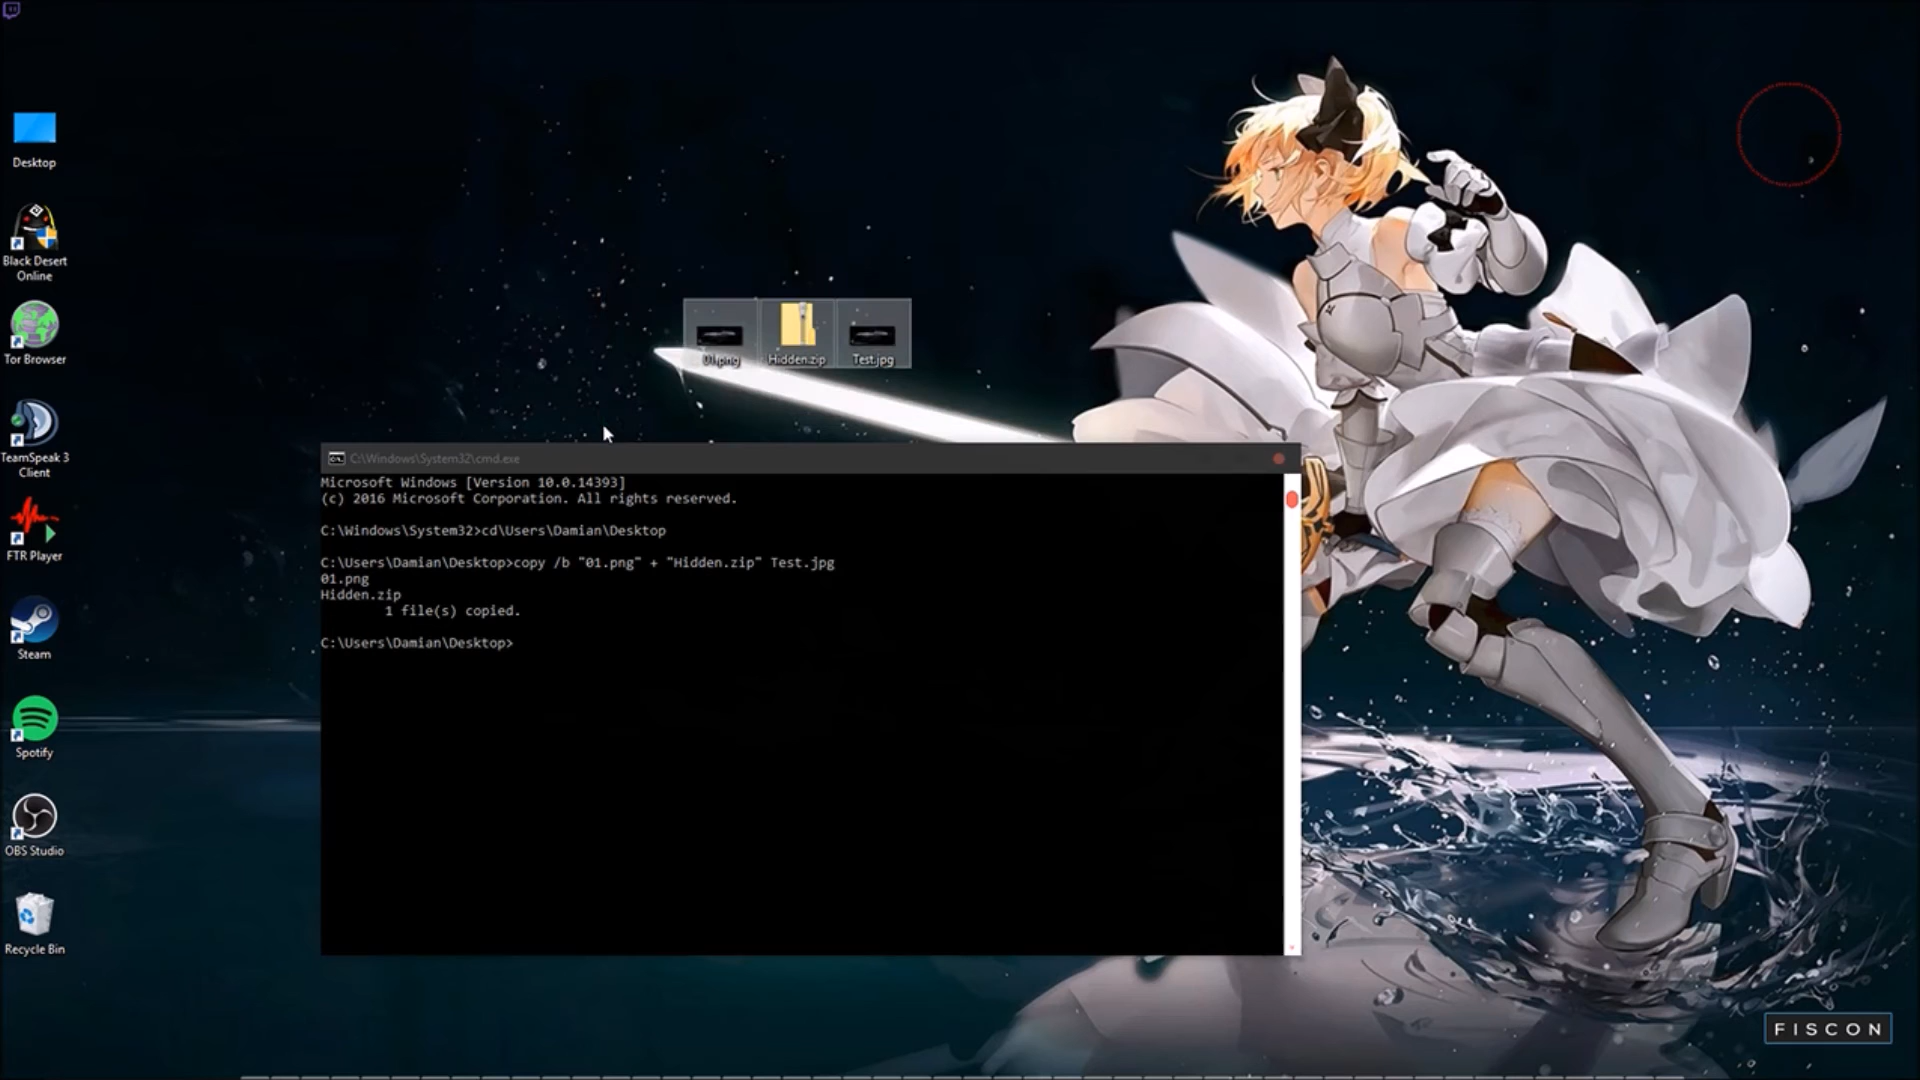 Desktop
Black Desert
Online
Tor Browser
TeamSpeak 3
Client
FTR Player
Steam
Spotify
OBS Studio
Recycle Bin
01.png
Hidden.zip
Test.jpg
C:\Windows\System32\cmd.exe
Microsoft Windows [Version 10.0.14393]
(c) 2016 Microsoft Corporation. All rights reserved.
C:\Windows\System32>cd\Users\Damian\Desktop
C:\Users\Damian\Desktop>copy /b "01.png" + "Hidden.zip" Test.jpg
01.png
Hidden.zip
1 file(s) copied.
C:\Users\Damian\Desktop>
FISCON